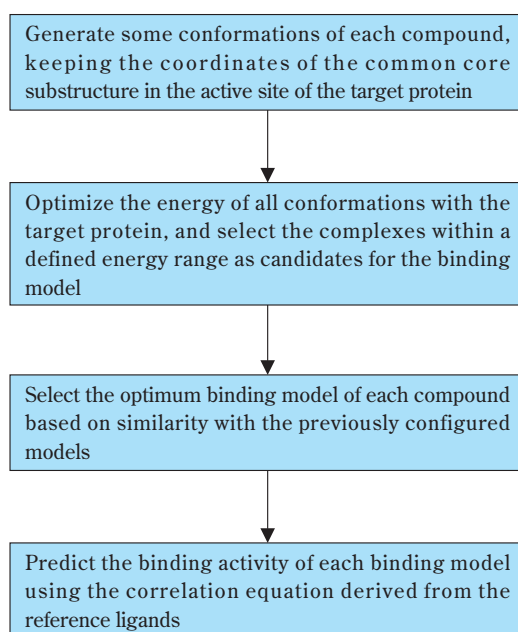 Generate some conformations of each compound,
keeping the coordinates of the common core
substructure in the active site of the target protein
Optimize the energy of all conformations with the
target protein, and select the complexes within a
defined energy range as candidates for the binding
model
Select the optimum binding model of each compound
based on similarity with the previously configured
models
Predict the binding activity of each binding model
using the correlation equation derived from the
reference ligands